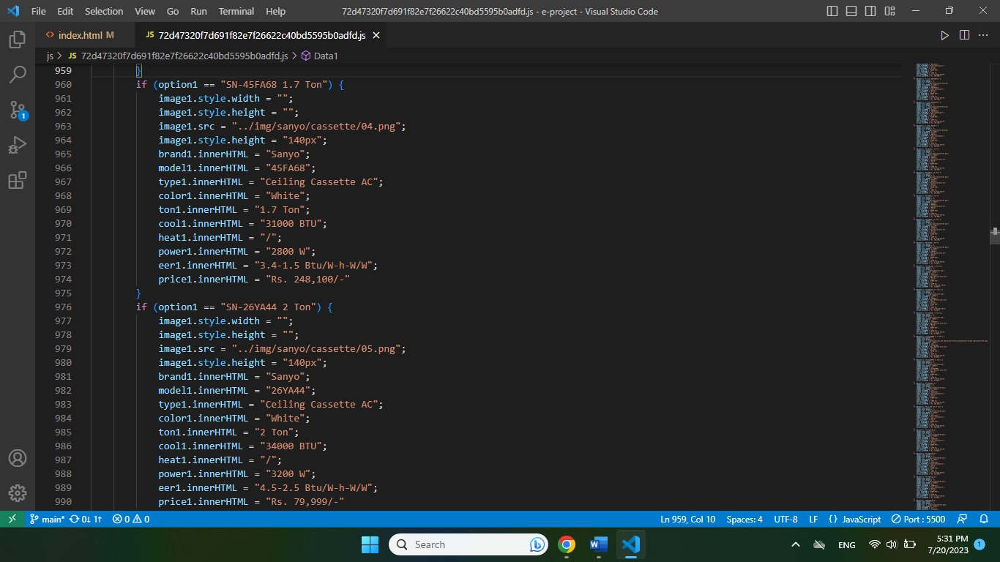 File Edit Selection View Go Run Terminal Help 72d47320f7d691f82e7f26622c40bd5595b0adfd.js - e-project - Visual Studio Code
index.html M JS 72d47320f7d691f82e7f26622c40bd5595b0adfd.js
js > JS 72d47320f7d691f82e7f26622c40bd5595b0adfd.js > Data1
959 }
960 if (option1 == "SN-45FA68 1.7 Ton") {
961 image1.style.width = "";
962 image1.style.height = "";
963 image1.src = "../img/sanyo/cassette/04.png";
964 image1.style.height = "140px";
965 brand1.innerHTML = "Sanyo";
966 model1.innerHTML = "45FA68";
967 type1.innerHTML = "Ceiling Cassette AC";
968 color1.innerHTML = "White";
969 ton1.innerHTML = "1.7 Ton";
970 cool1.innerHTML = "31000 BTU";
971 heat1.innerHTML = "/";
972 power1.innerHTML = "2800 W";
973 eer1.innerHTML = "3.4-1.5 Btu/W-h-W/W";
974 price1.innerHTML = "Rs. 248,100/-"
975 }
976 if (option1 == "SN-26YA44 2 Ton") {
977 image1.style.width = "";
978 image1.style.height = "";
979 image1.src = "../img/sanyo/cassette/05.png";
980 image1.style.height = "140px";
981 brand1.innerHTML = "Sanyo";
982 model1.innerHTML = "26YA44";
983 type1.innerHTML = "Ceiling Cassette AC";
984 color1.innerHTML = "White";
985 ton1.innerHTML = "2 Ton";
986 cool1.innerHTML = "34000 BTU";
987 heat1.innerHTML = "/";
988 power1.innerHTML = "3200 W";
989 eer1.innerHTML = "4.5-2.5 Btu/W-h-W/W";
990 price1.innerHTML = "Rs. 79,999/-"
1
main* 0↓ 1↑ 0 0 Ln 959, Col 10 Spaces: 4 UTF-8 LF {} JavaScript Port : 5500
Search ENG 5:31 PM
7/20/2023 1